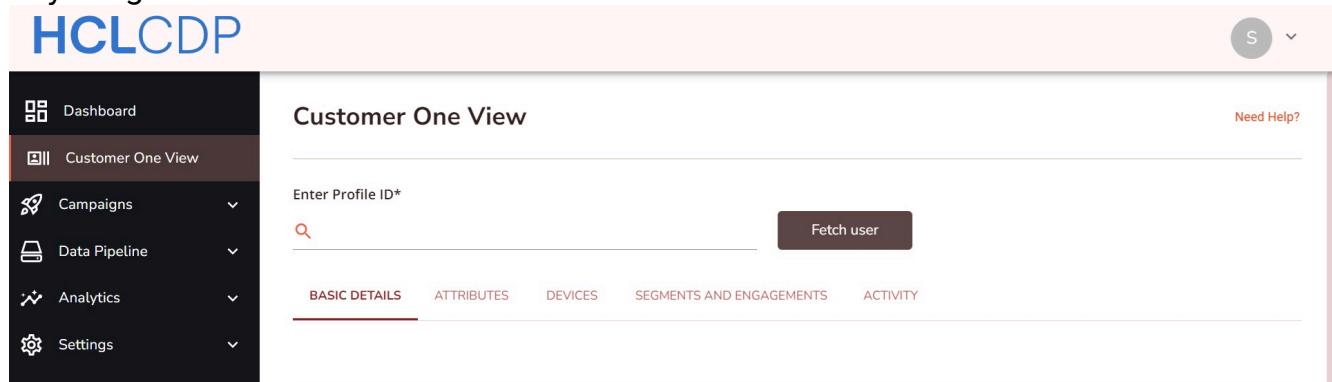 HCLCDP
S
Dashboard
Customer One View
Campaigns
Data Pipeline
Analytics
Settings
Customer One View
Need Help?
Enter Profile ID*
Fetch user
BASIC DETAILS ATTRIBUTES DEVICES SEGMENTS AND ENGAGEMENTS ACTIVITY